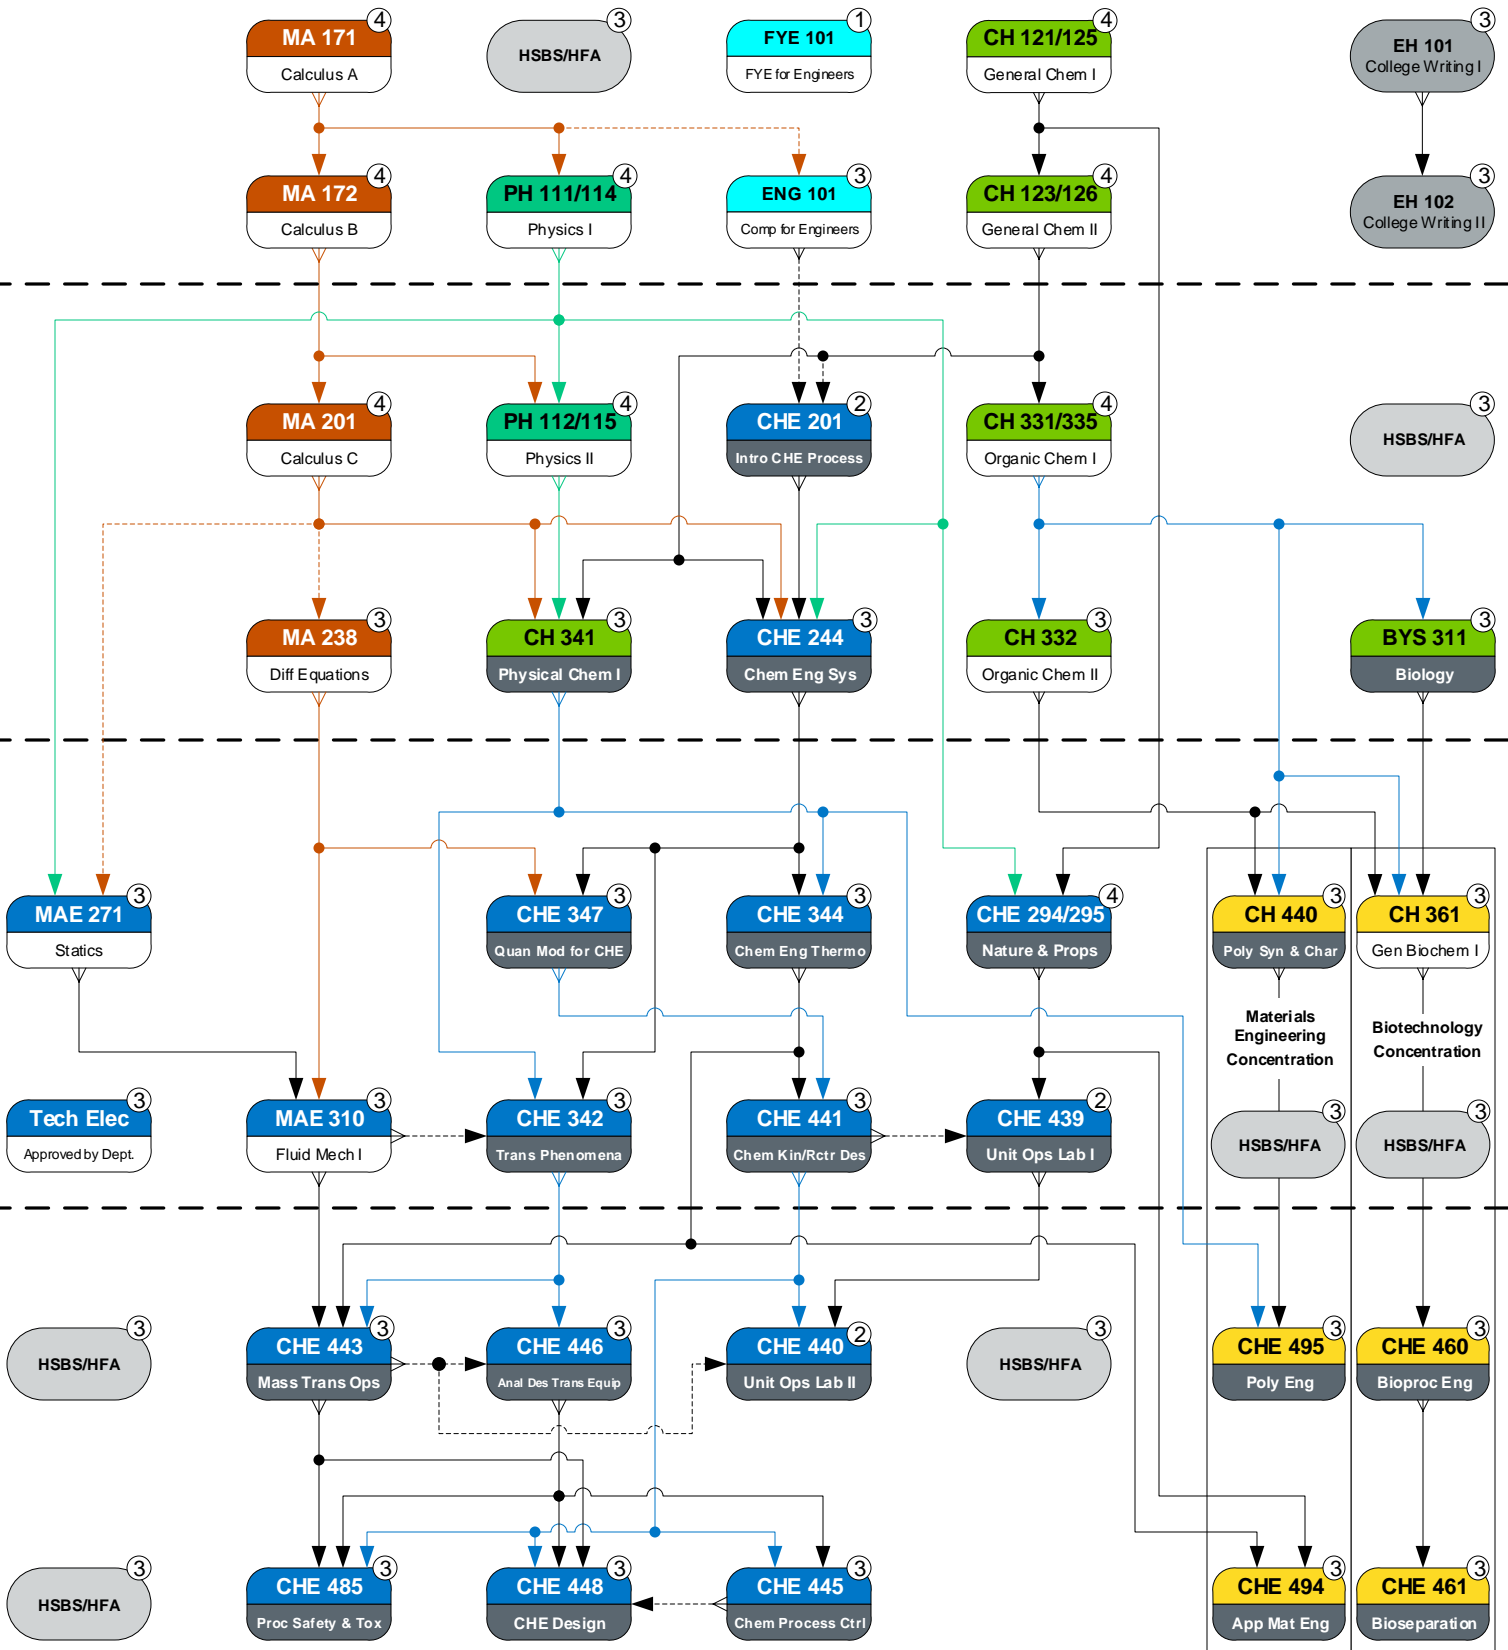 4
MA 171
Calculus A
3
HSBS/HFA
1
FYE 101
FYE for Engineers
4
CH 121/125
General Chem I
3
EH 101
College Writing I
4
MA 172
Calculus B
4
PH 111/114
Physics I
3
ENG 101
Comp for Engineers
4
CH 123/126
General Chem II
3
EH 102
College Writing II
4
MA 201
Calculus C
4
PH 112/115
Physics II
2
CHE 201
Intro CHE Process
4
CH 331/335
Organic Chem I
3
HSBS/HFA
3
MA 238
Diff Equations
3
CH 341
Physical Chem I
3
CHE 244
Chem Eng Sys
3
CH 332
Organic Chem II
3
BYS 311
Biology
3
MAE 271
Statics
3
CHE 347
Quan Mod for CHE
3
CHE 344
Chem Eng Thermo
4
CHE 294/295
Nature & Props
3
CH 440
Poly Syn & Char
3
CH 361
Gen Biochem I
Materials
Engineering
Concentration
Biotechnology
Concentration
3
Tech Elec
Approved by Dept.
3
MAE 310
Fluid Mech I
3
CHE 342
Trans Phenomena
3
CHE 441
Chem Kin/Rctr Des
2
CHE 439
Unit Ops Lab I
3
HSBS/HFA
3
HSBS/HFA
3
HSBS/HFA
3
CHE 443
Mass Trans Ops
3
CHE 446
Anal Des Trans Equip
2
CHE 440
Unit Ops Lab II
3
HSBS/HFA
3
CHE 495
Poly Eng
3
CHE 460
Bioproc Eng
3
HSBS/HFA
3
CHE 485
Proc Safety & Tox
3
CHE 448
CHE Design
3
CHE 445
Chem Process Ctrl
3
CHE 494
App Mat Eng
3
CHE 461
Bioseparation